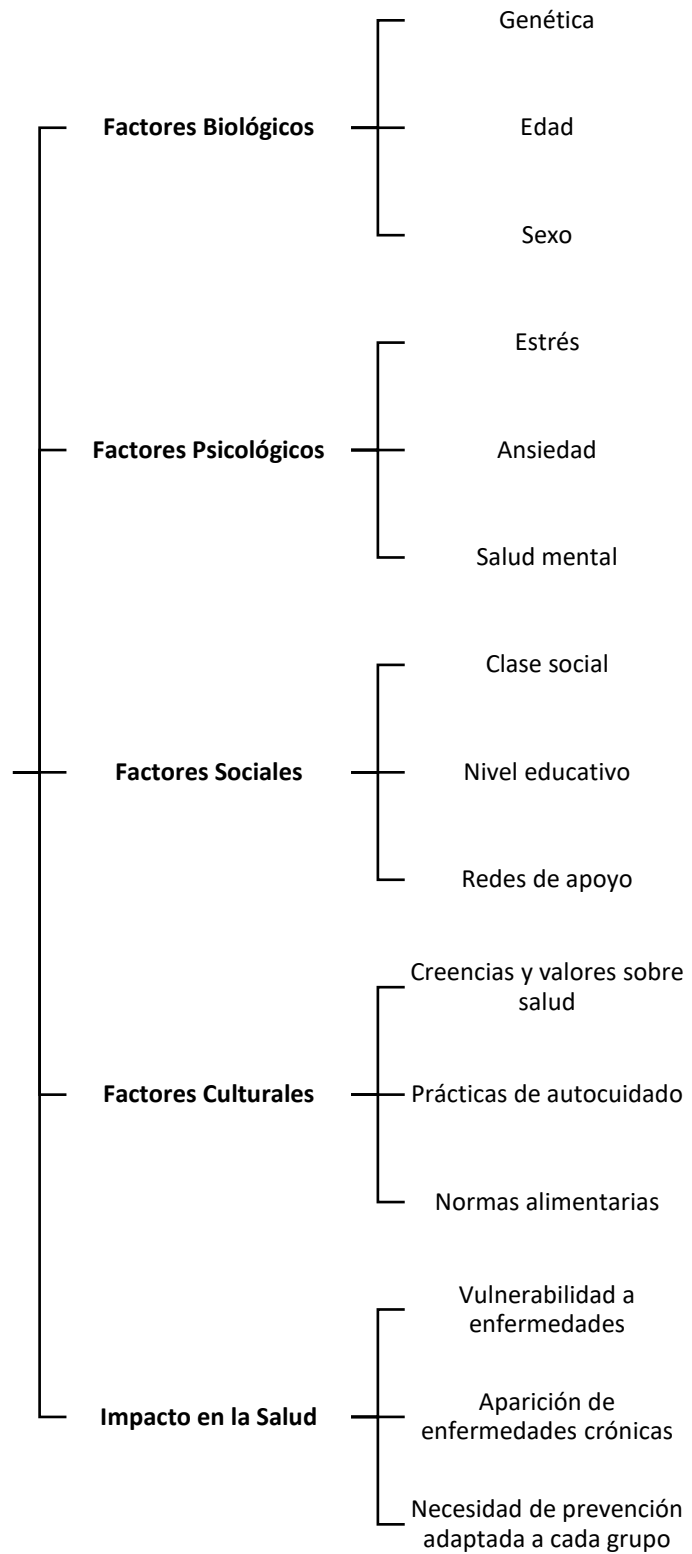 Genética
Factores Biológicos
Edad
Sexo
Estrés
Factores Psicológicos
Ansiedad
Salud mental
Clase social
Factores Sociales
Nivel educativo
Redes de apoyo
Creencias y valores sobre
salud
Factores Culturales
Prácticas de autocuidado
Normas alimentarias
Vulnerabilidad a
enfermedades
Impacto en la Salud
Aparición de
enfermedades crónicas
Necesidad de prevención
adaptada a cada grupo